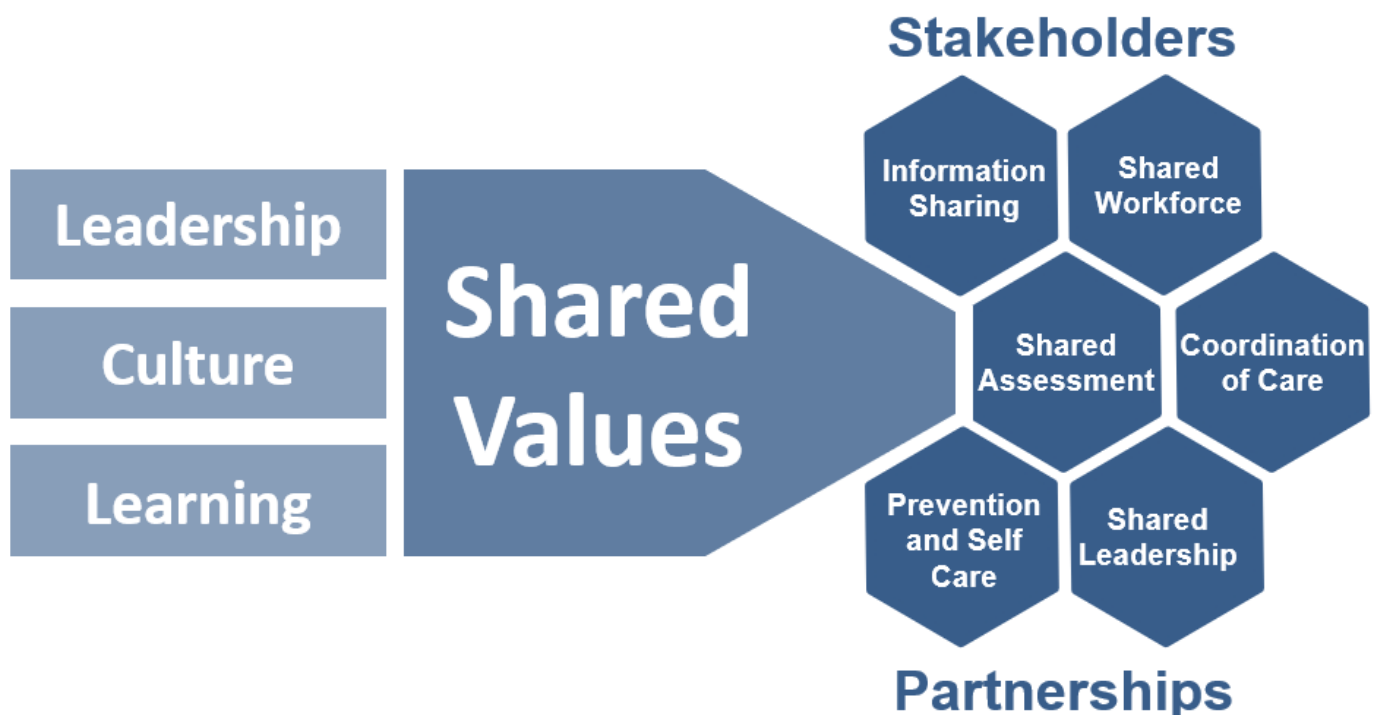 Stakeholders
Leadership
Culture
Learning
Shared
Values
Information
Sharing
Shared
Workforce
Shared
Assessment
Coordination
of Care
Prevention
and Self
Care
Shared
Leadership
Partnerships